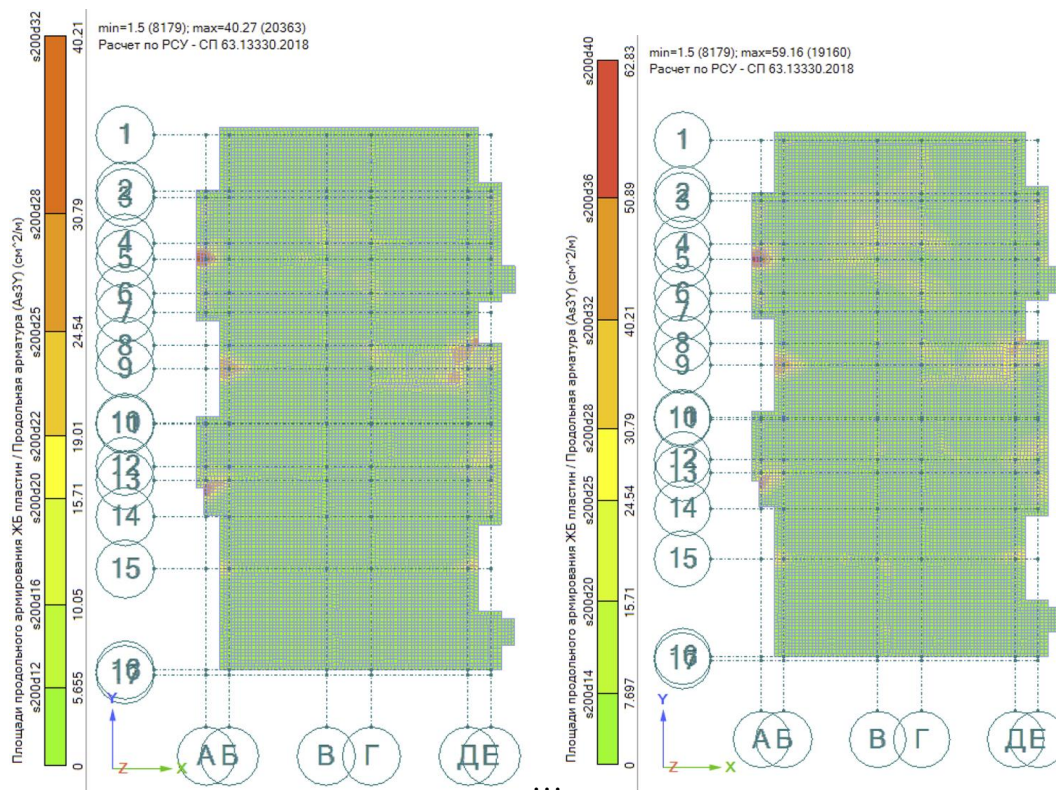 min=1.5 (8179); max=40.27 (20363)
Расчет по РСУ - СП 63.13330.2018
Площади продольного армирования ЖБ пластин / Продольная арматура (As3Y) (см^2/м)
s200d32
40.21
s200d28
30.79
s200d25
24.54
s200d22
19.01
s200d20
15.71
s200d16
10.05
s200d12
5.655
0
1
2
3
4
5
6
7
8
9
10
12
13
14
15
17
А
Б
В
Г
Д
Е
Y
Z
X
min=1.5 (8179); max=59.16 (19160)
Расчет по РСУ - СП 63.13330.2018
Площади продольного армирования ЖБ пластин / Продольная арматура (As3Y) (см^2/м)
s200d40
62.83
s200d36
50.89
s200d32
40.21
s200d28
30.79
s200d25
24.54
s200d20
15.71
s200d14
7.697
0
1
2
3
4
5
6
7
8
9
10
12
13
14
15
17
А
Б
В
Г
Д
Е
Y
Z
X
...